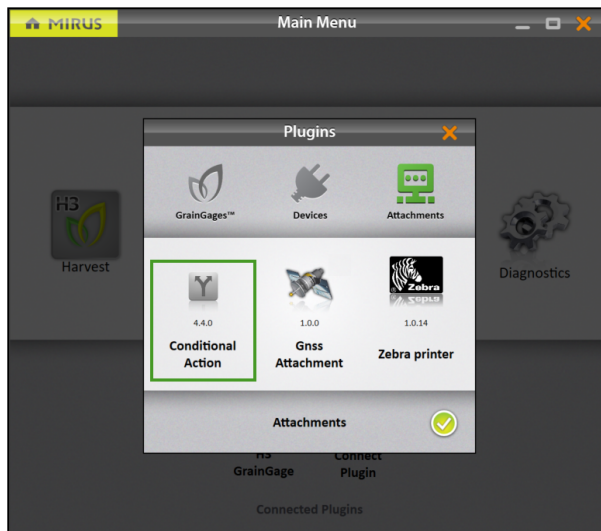 MIRUS
Main Menu
Plugins
GrainGages™
Devices
Attachments
H3
Harvest
Diagnostics
Zebra
4.4.0
1.0.0
1.0.14
Conditional
Action
Gnss
Attachment
Zebra printer
Attachments
H3
GrainGage
Connect
Plugin
Connected Plugins